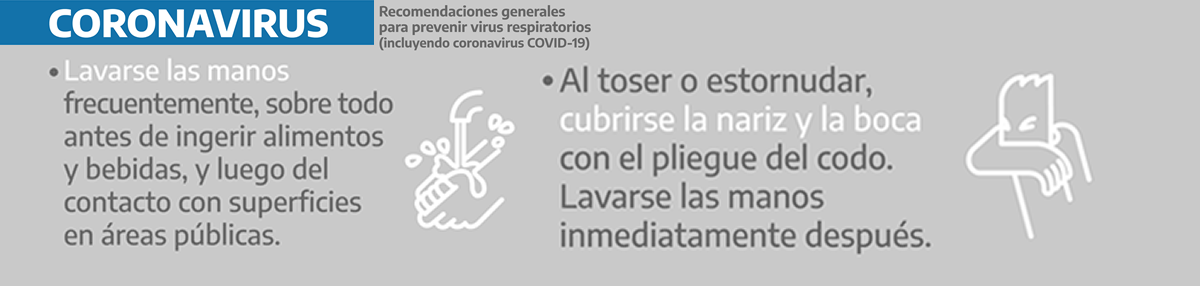 CORONAVIRUS
Recomendaciones generales
para prevenir virus respiratorios
(incluyendo coronavirus COVID-19)
• Lavarse las manos
frecuentemente, sobre todo
antes de ingerir alimentos
y bebidas, y luego del
contacto con superficies
en áreas públicas.
• Al toser o estornudar,
cubrirse la nariz y la boca
con el pliegue del codo.
Lavarse las manos
inmediatamente después.